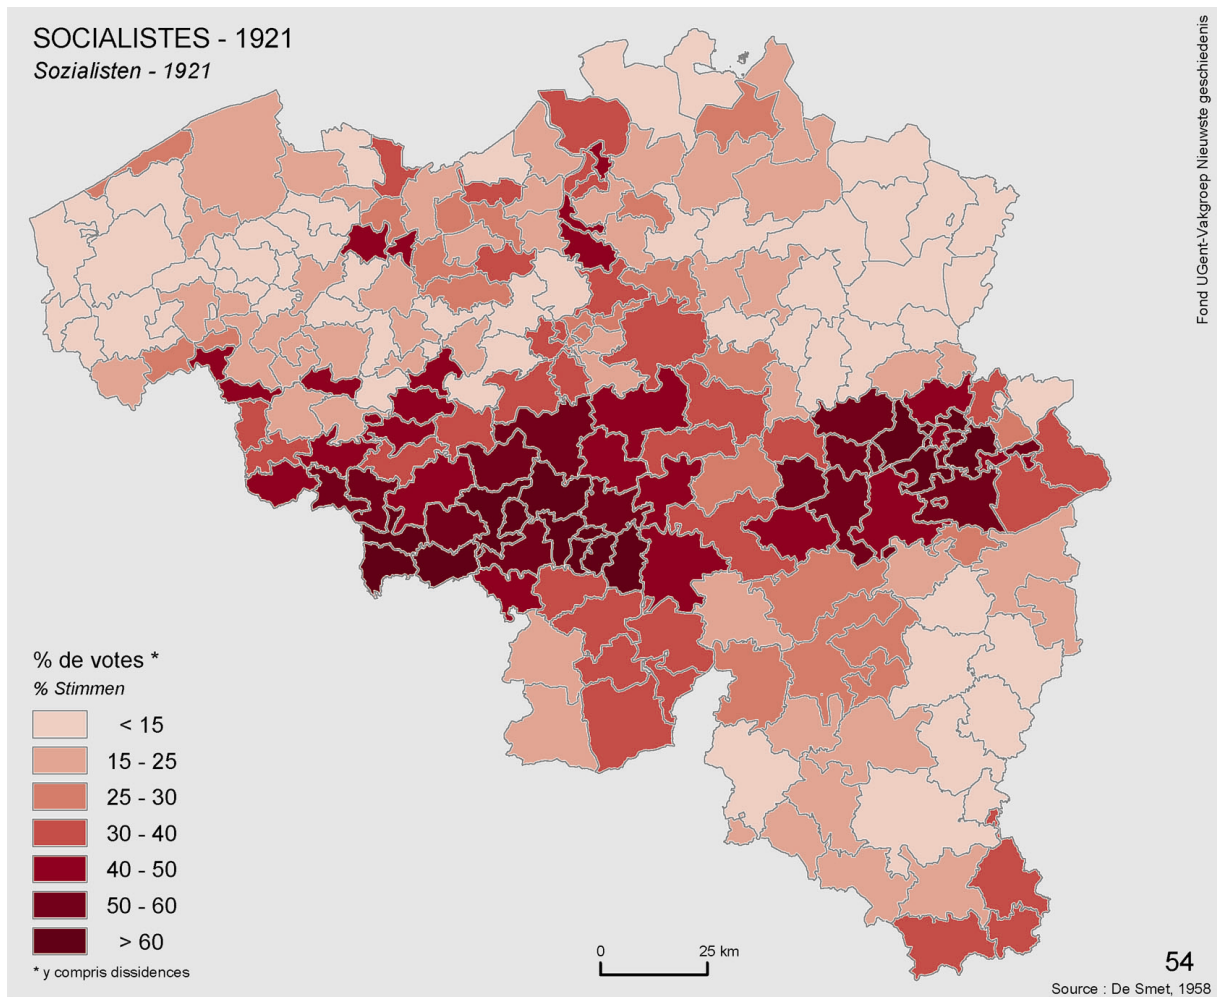 SOCIALISTES - 1921
Sozialisten - 1921
Fond UGent-Vakgroep Nieuwste geschiedenis
% de votes *
% Stimmen
< 15
15 - 25
25 - 30
30 - 40
40 - 50
50 - 60
> 60
* y compris dissidences
0 25 km
54
Source : De Smet, 1958